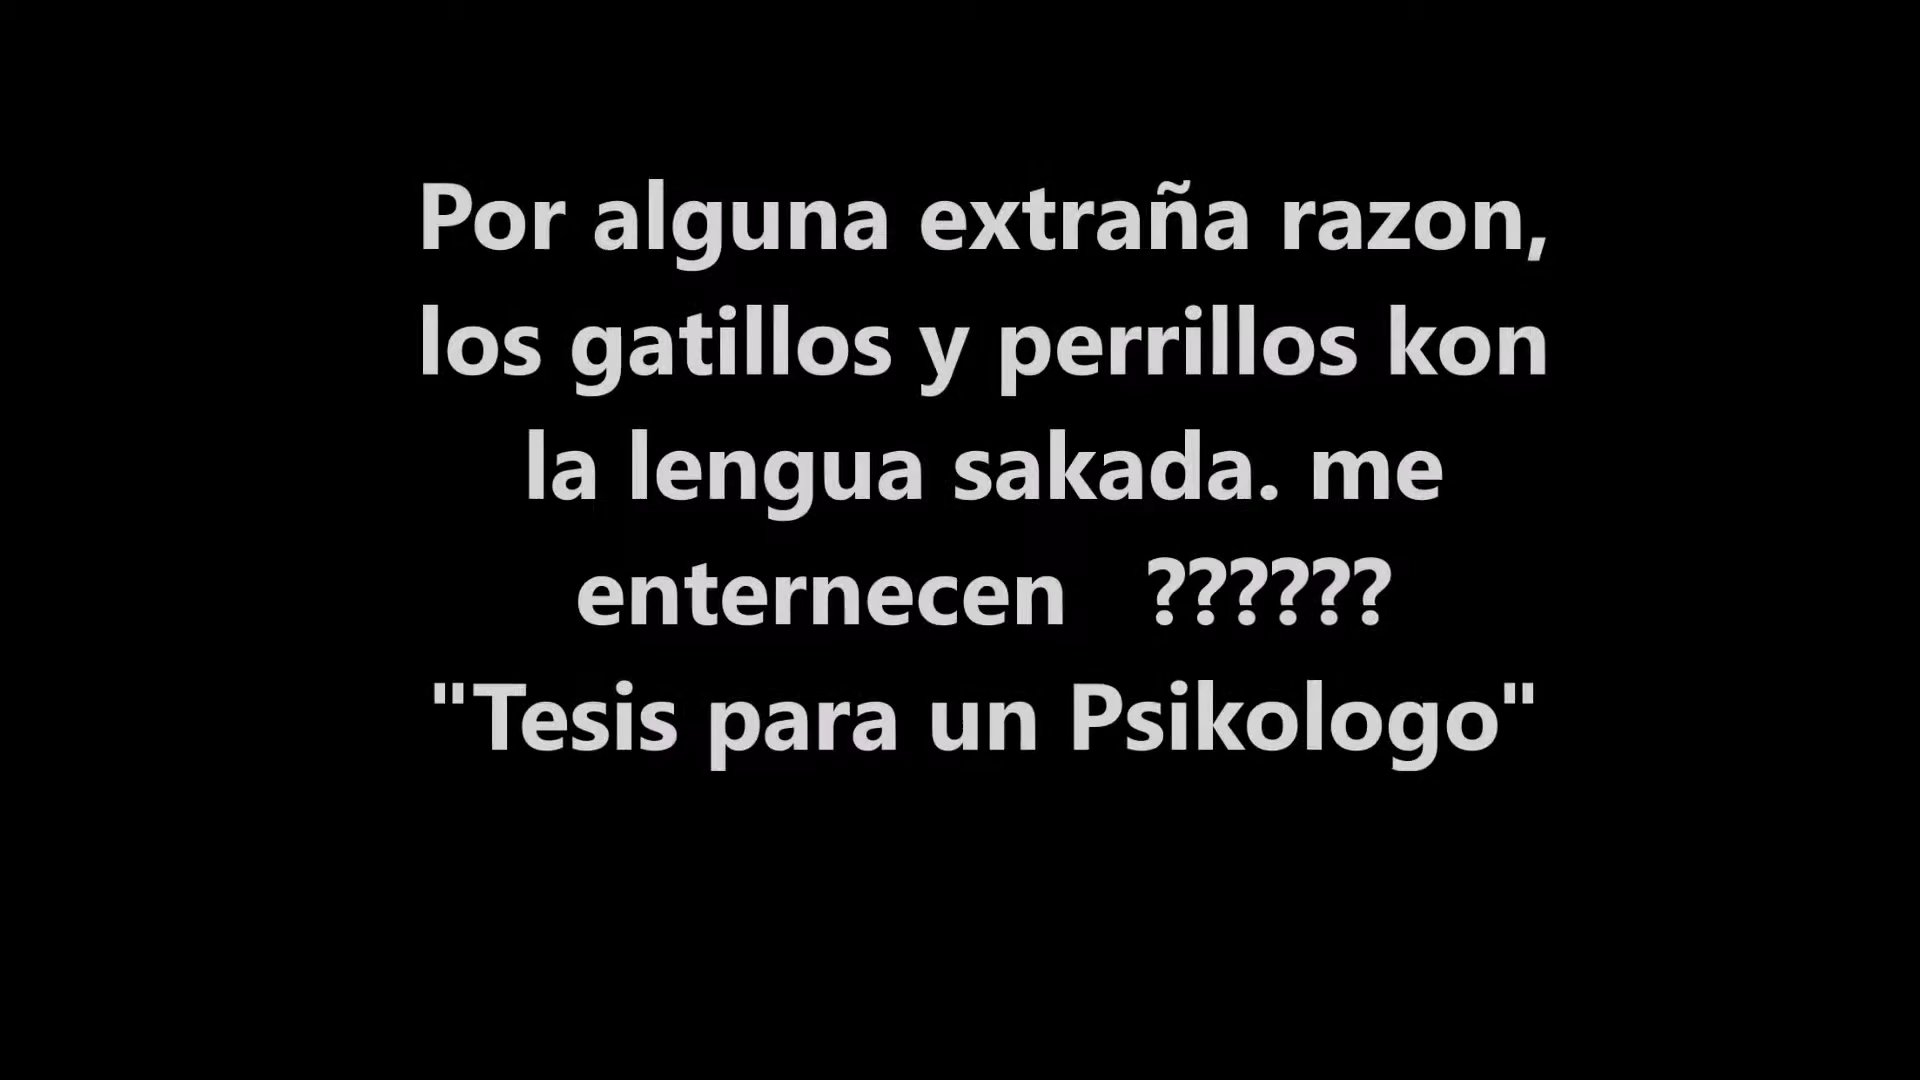 Por alguna extraña razon,
los gatillos y perrillos kon
la lengua sakada. me
enternecen ??????
"Tesis para un Psikologo"